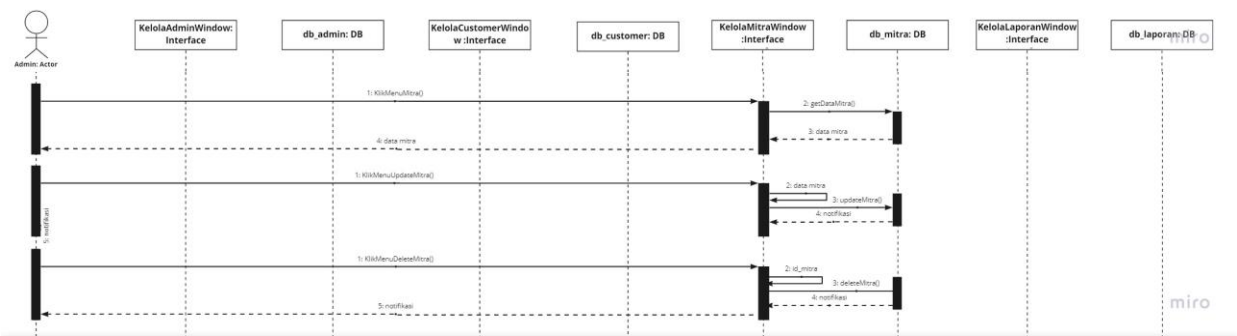 KelolaAdminWindow:
Interface
db_admin: DB
KelolaCustomerWindo
w :Interface
db_customer: DB
KelolaMitraWindow
:Interface
db_mitra: DB
KelolaLaporanWindow
:Interface
db_laporan: DB
miro
Admin: Actor
1: KlikMenuMitra()
2: getDataMitra()
3: data mitra
4: data mitra
1: KlikMenuUpdateMitra()
2: data mitra
3: updateMitra()
4: notifikasi
5: notifikasi
1: KlikMenuDeleteMitra()
2: id_mitra
3: deleteMitra()
4: notifikasi
5: notifikasi
miro